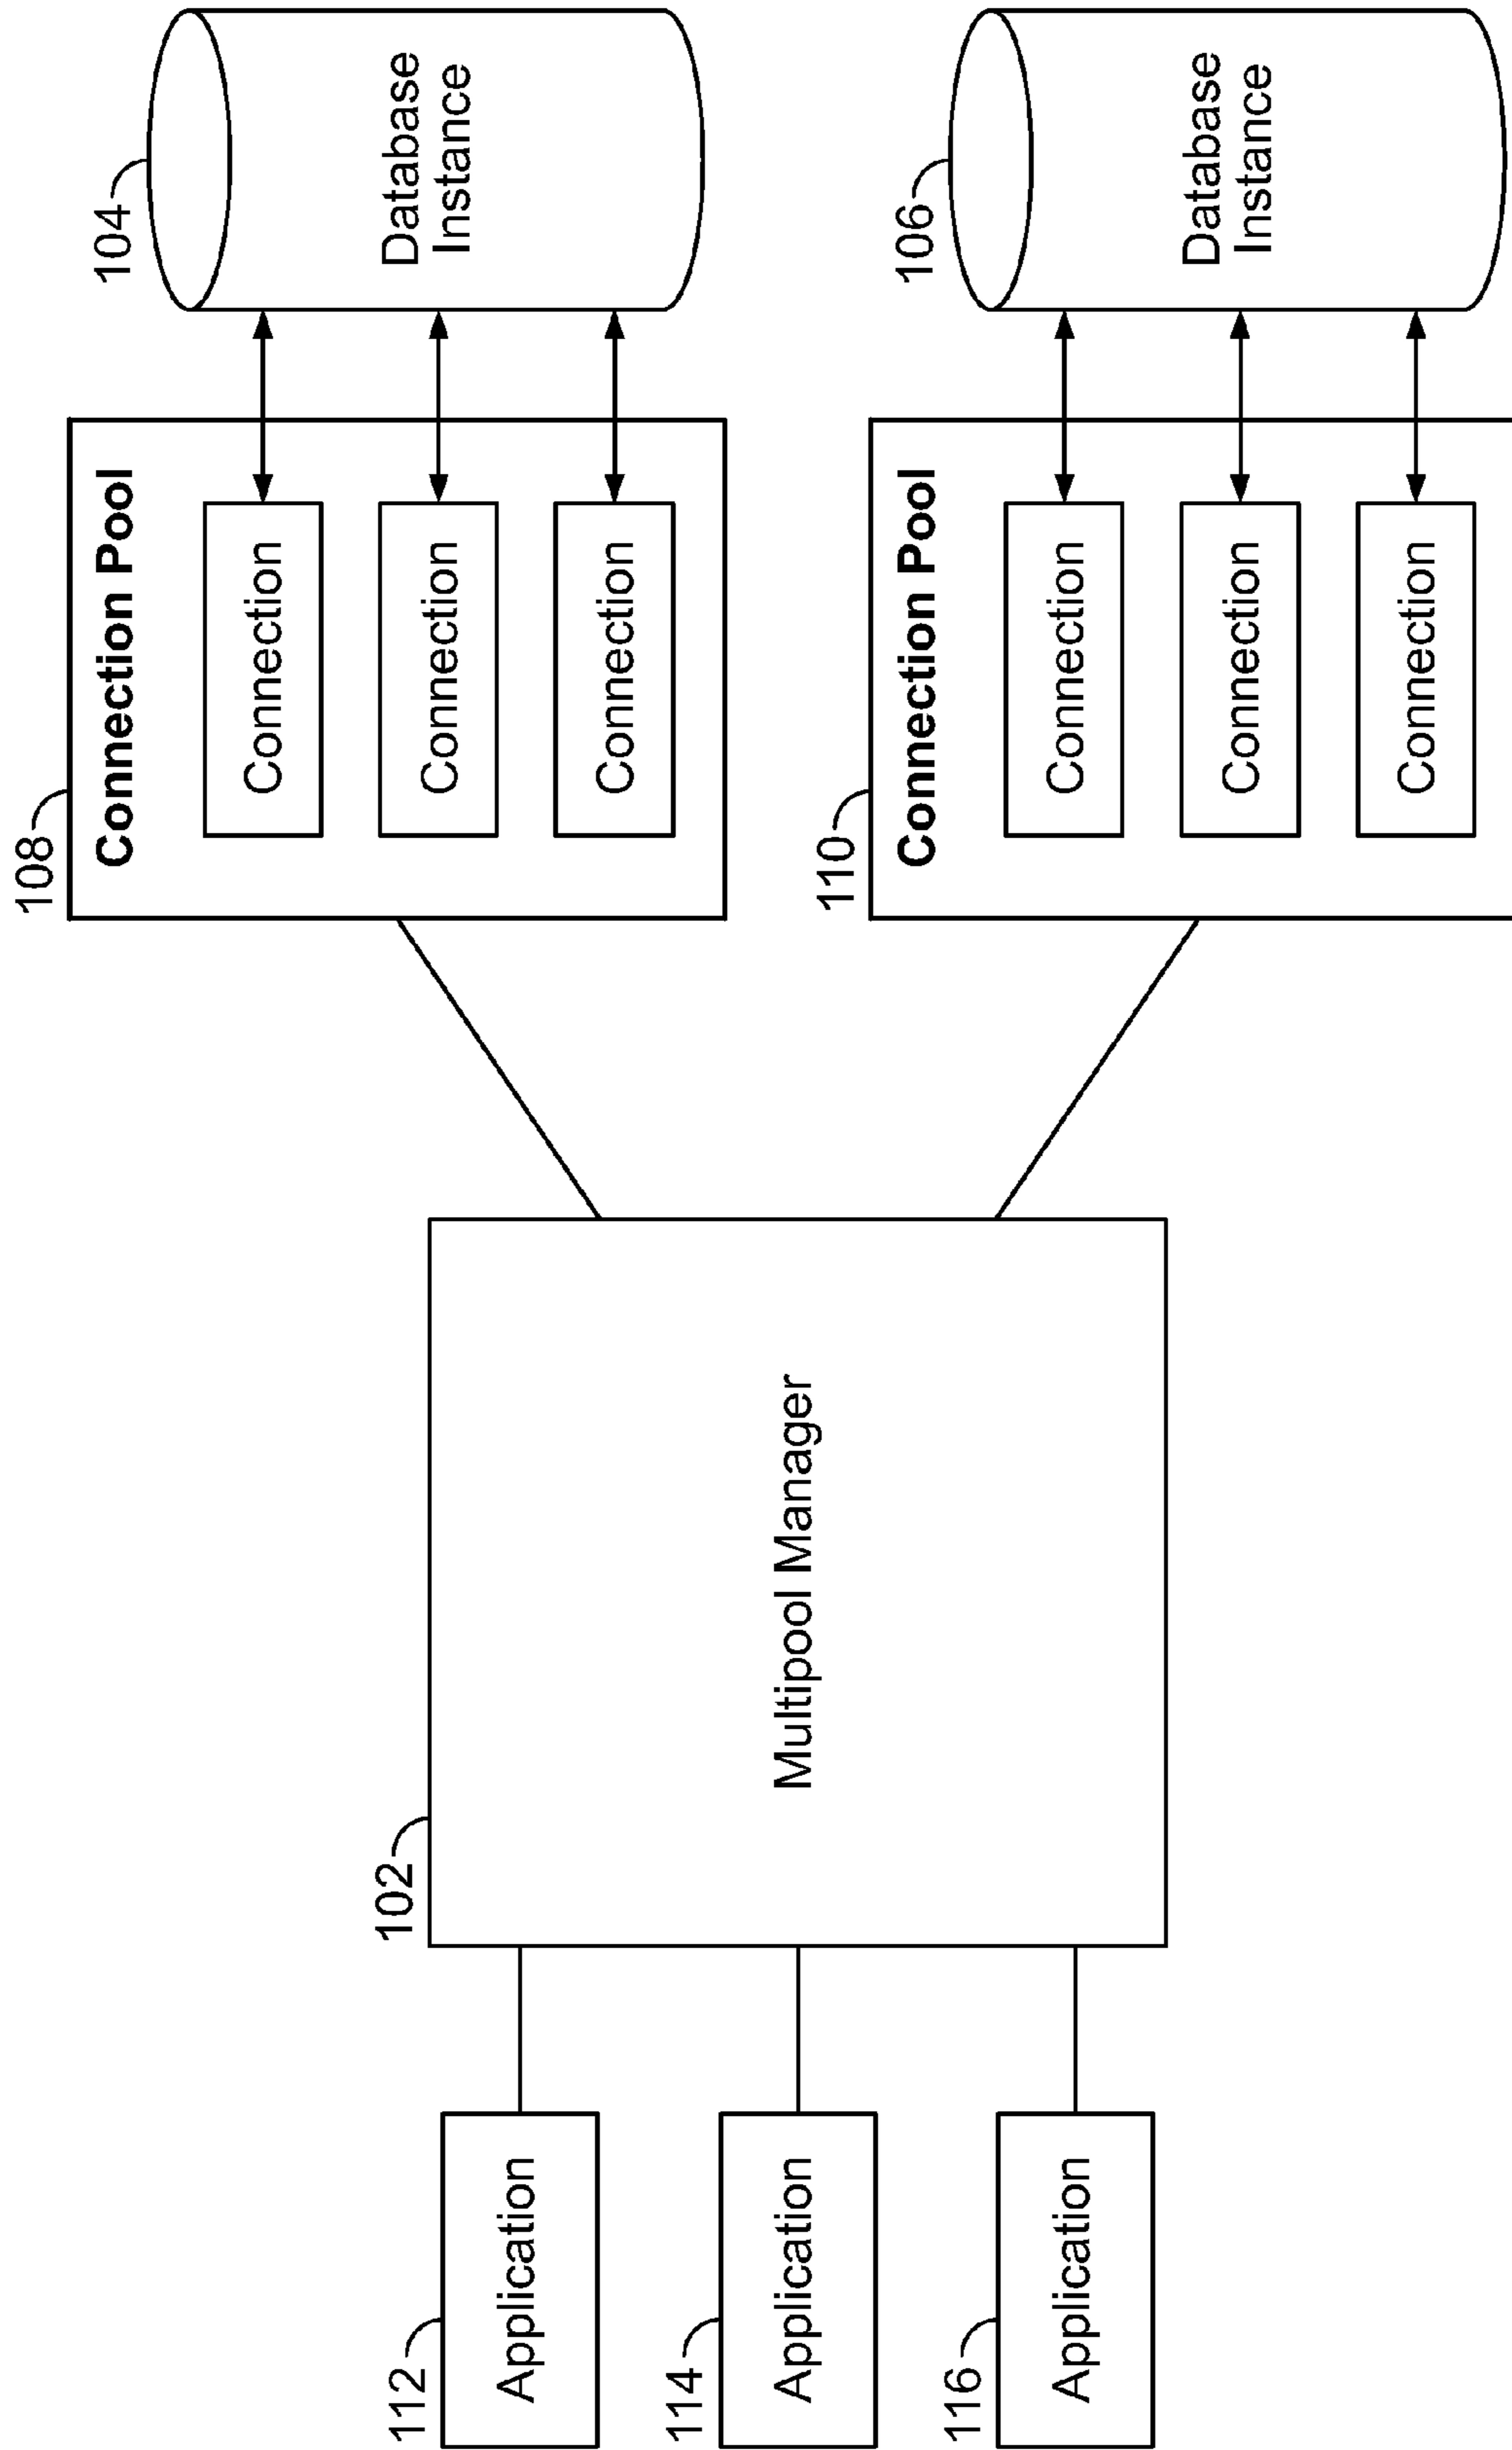 112
Application
114
Application
116
Application
102
Multipool Manager
108
Connection Pool
Connection
Connection
Connection
104
Database
Instance
110
Connection Pool
Connection
Connection
Connection
106
Database
Instance